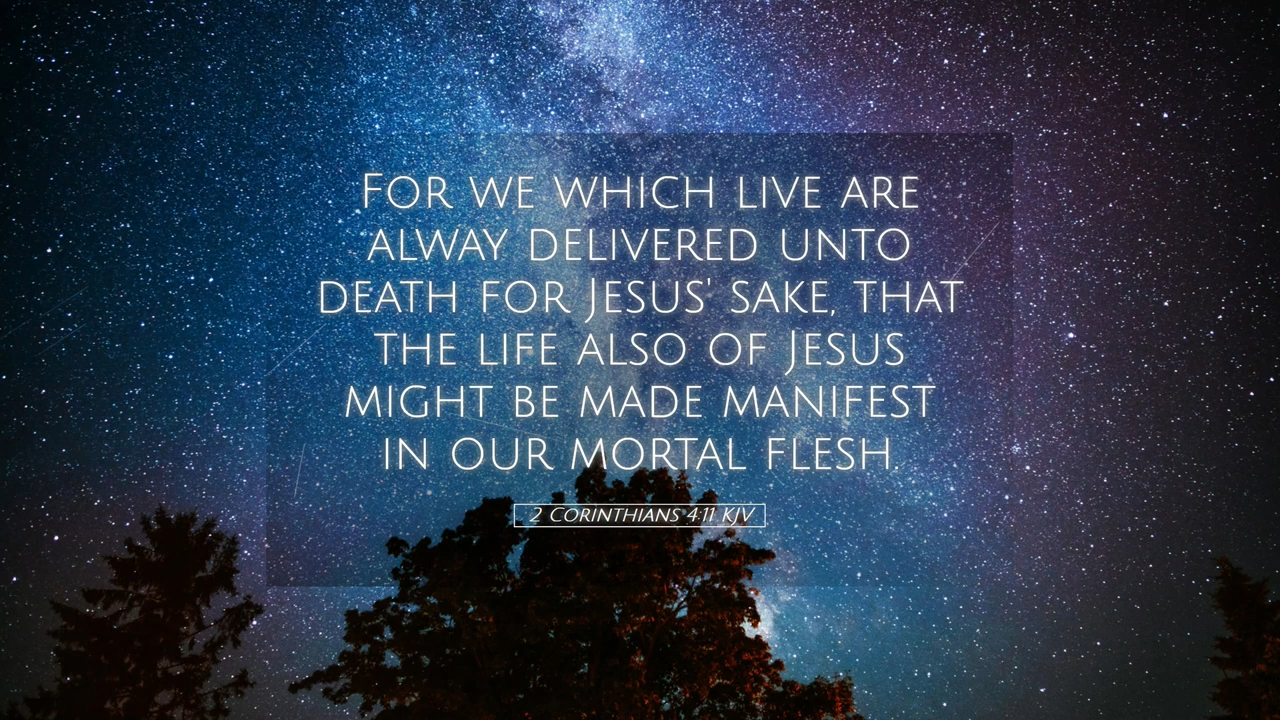 For we which live are
alway delivered unto
death for Jesus' sake, that
the life also of Jesus
might be made manifest
in our mortal flesh.
2 Corinthians 4:11 KJV